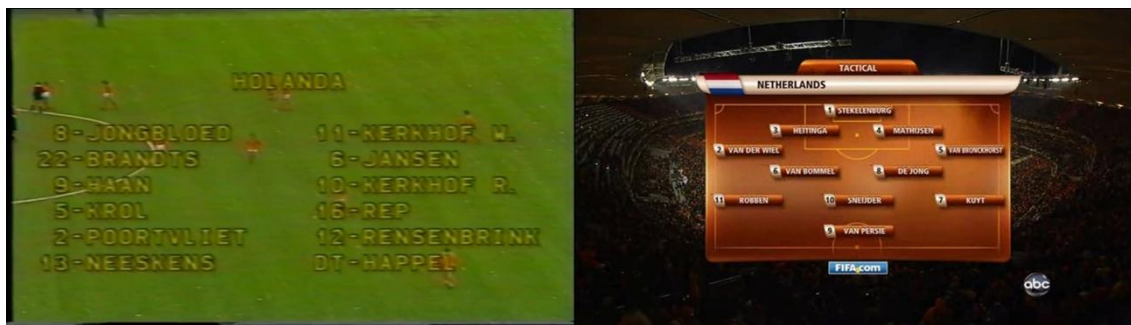 HOLANDA
8-JONGBLOED
22-BRANDTS
9-HAAN
5-KROL
2-POORTVLIET
13-NEESKENS
11-KERKHOF W.
6-JANSEN
10-KERKHOF R.
16-REP
12-RENSENBRINK
DT-HAPPEL
TACTICAL
NETHERLANDS
1 STEKELENBURG
3 HEITINGA 4 MATHIJSEN
2 VAN DER WIEL 5 VAN BRONCKHORST
6 VAN BOMMEL 8 DE JONG
11 ROBBEN 10 SNEIJDER 7 KUYT
9 VAN PERSIE
FIFA.com
abc